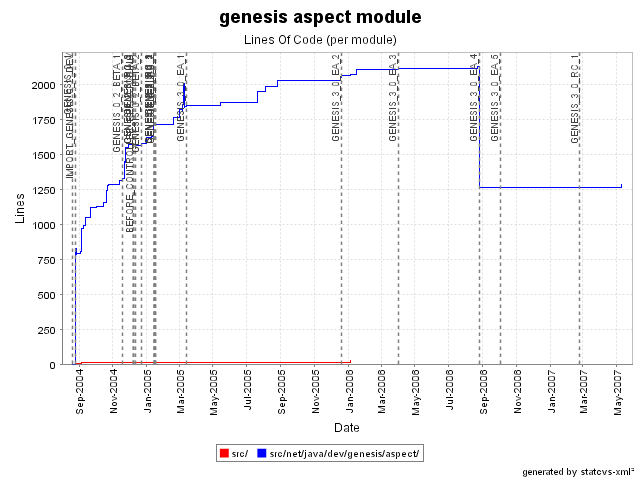 genesis aspect module
Lines Of Code (per module)
Lines
2000
1750
1500
1250
1000
750
500
250
0
GENESIS_0_2_BETA_1
GENESIS_3_0_EA_1
GENESIS_3_0_EA_2
GENESIS_3_0_EA_3
GENESIS_3_0_EA_4
GENESIS_3_0_EA_5
GENESIS_3_0_RC_1
Sep-2004
Nov-2004
Jan-2005
Mar-2005
May-2005
Jul-2005
Sep-2005
Nov-2005
Jan-2006
Mar-2006
May-2006
Jul-2006
Sep-2006
Nov-2006
Jan-2007
Mar-2007
May-2007
Date
src/
src/net/java/dev/genesis/aspect/
generated by statcvs-xml²